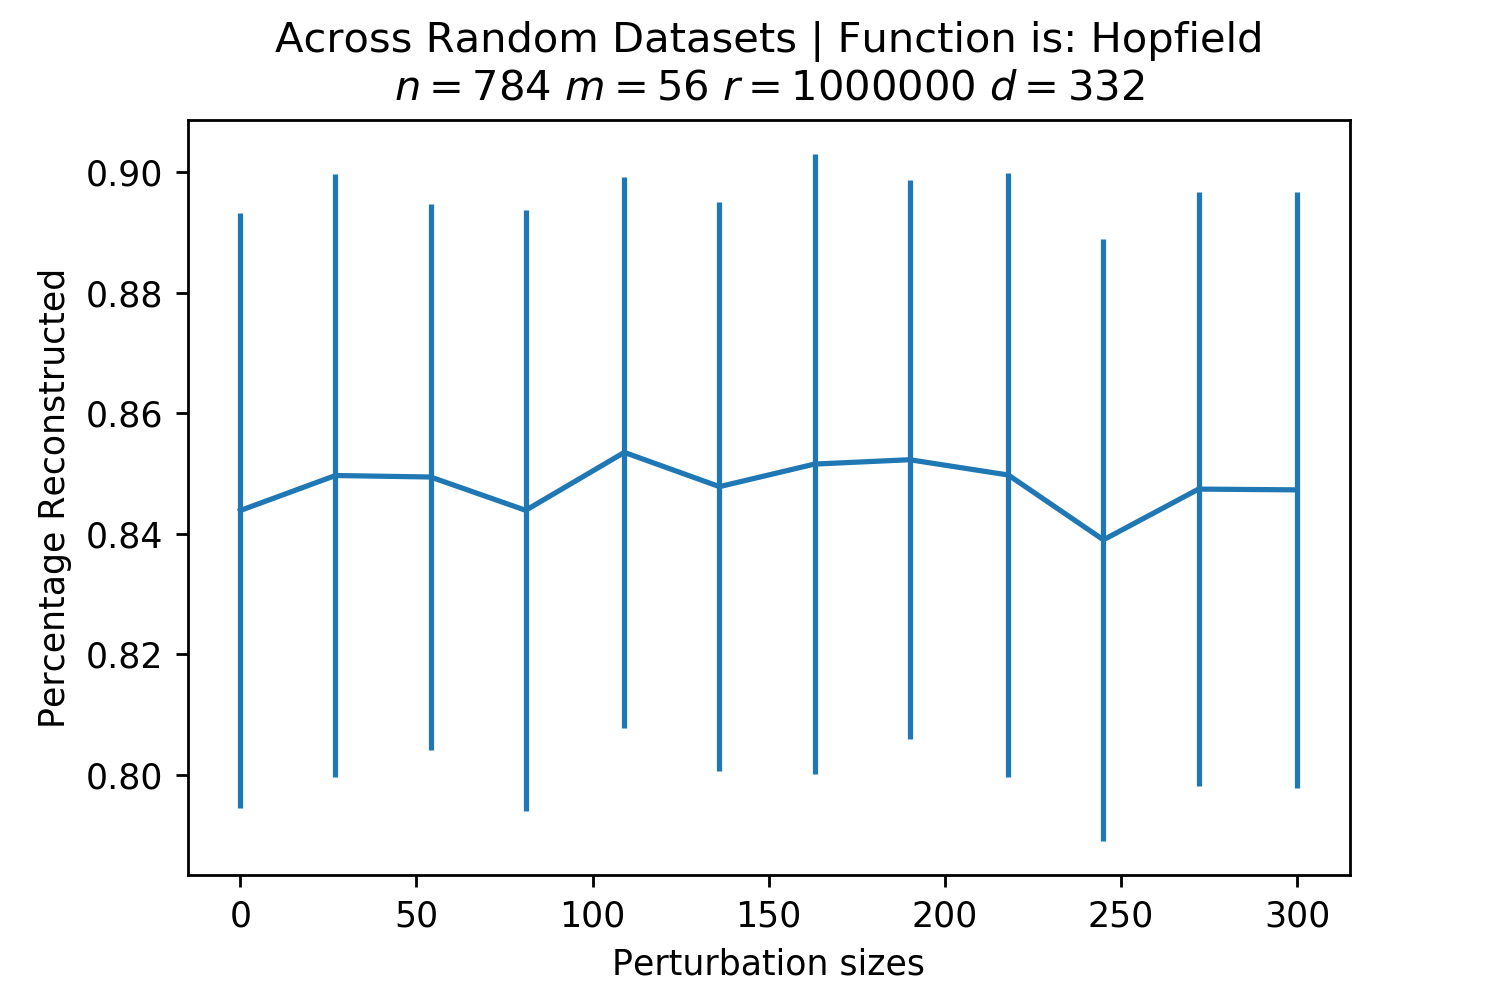 Across Random Datasets | Function is: Hopfield
n = 784 m = 56 r = 1000000 d = 332
0.90
0.88
0.86
0.84
0.82
0.80
Percentage Reconstructed
0 50 100 150 200 250 300
Perturbation sizes